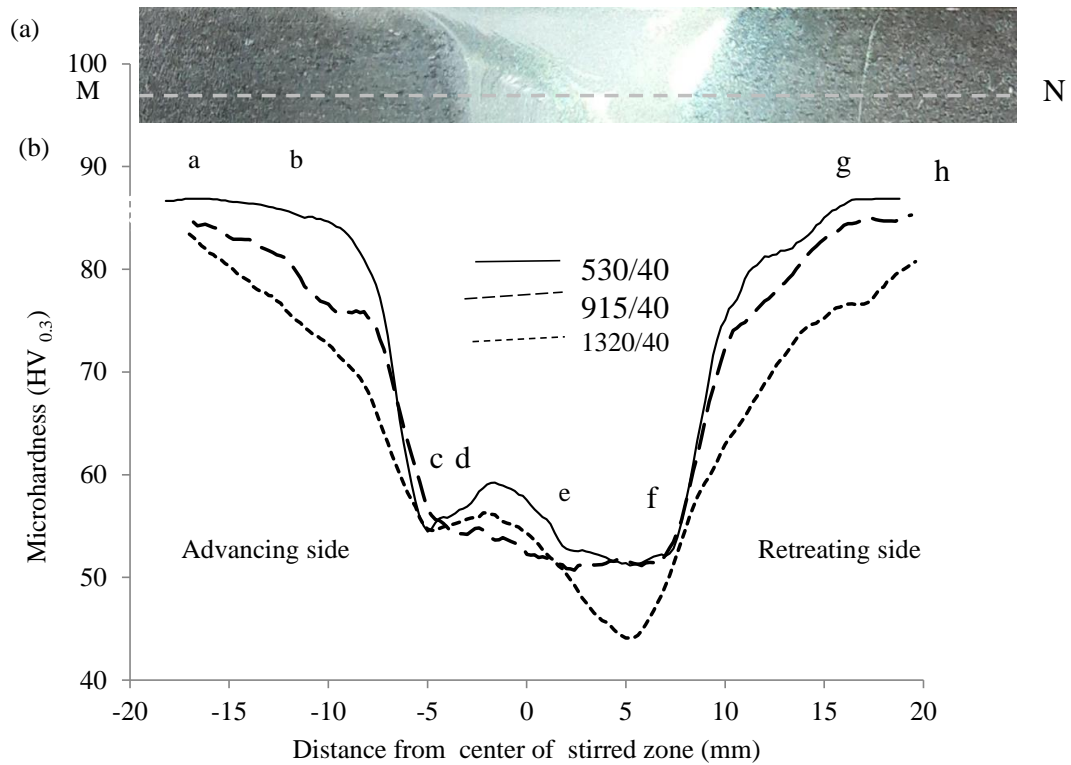 (a)
100
M
N
(b)
90
a
b
g
h
80
530/40
915/40
1320/40
70
Microhardness (HV 0.3)
60
c d
e
f
Advancing side
Retreating side
50
40
-20 -15 -10 -5 0 5 10 15 20
Distance from center of stirred zone (mm)